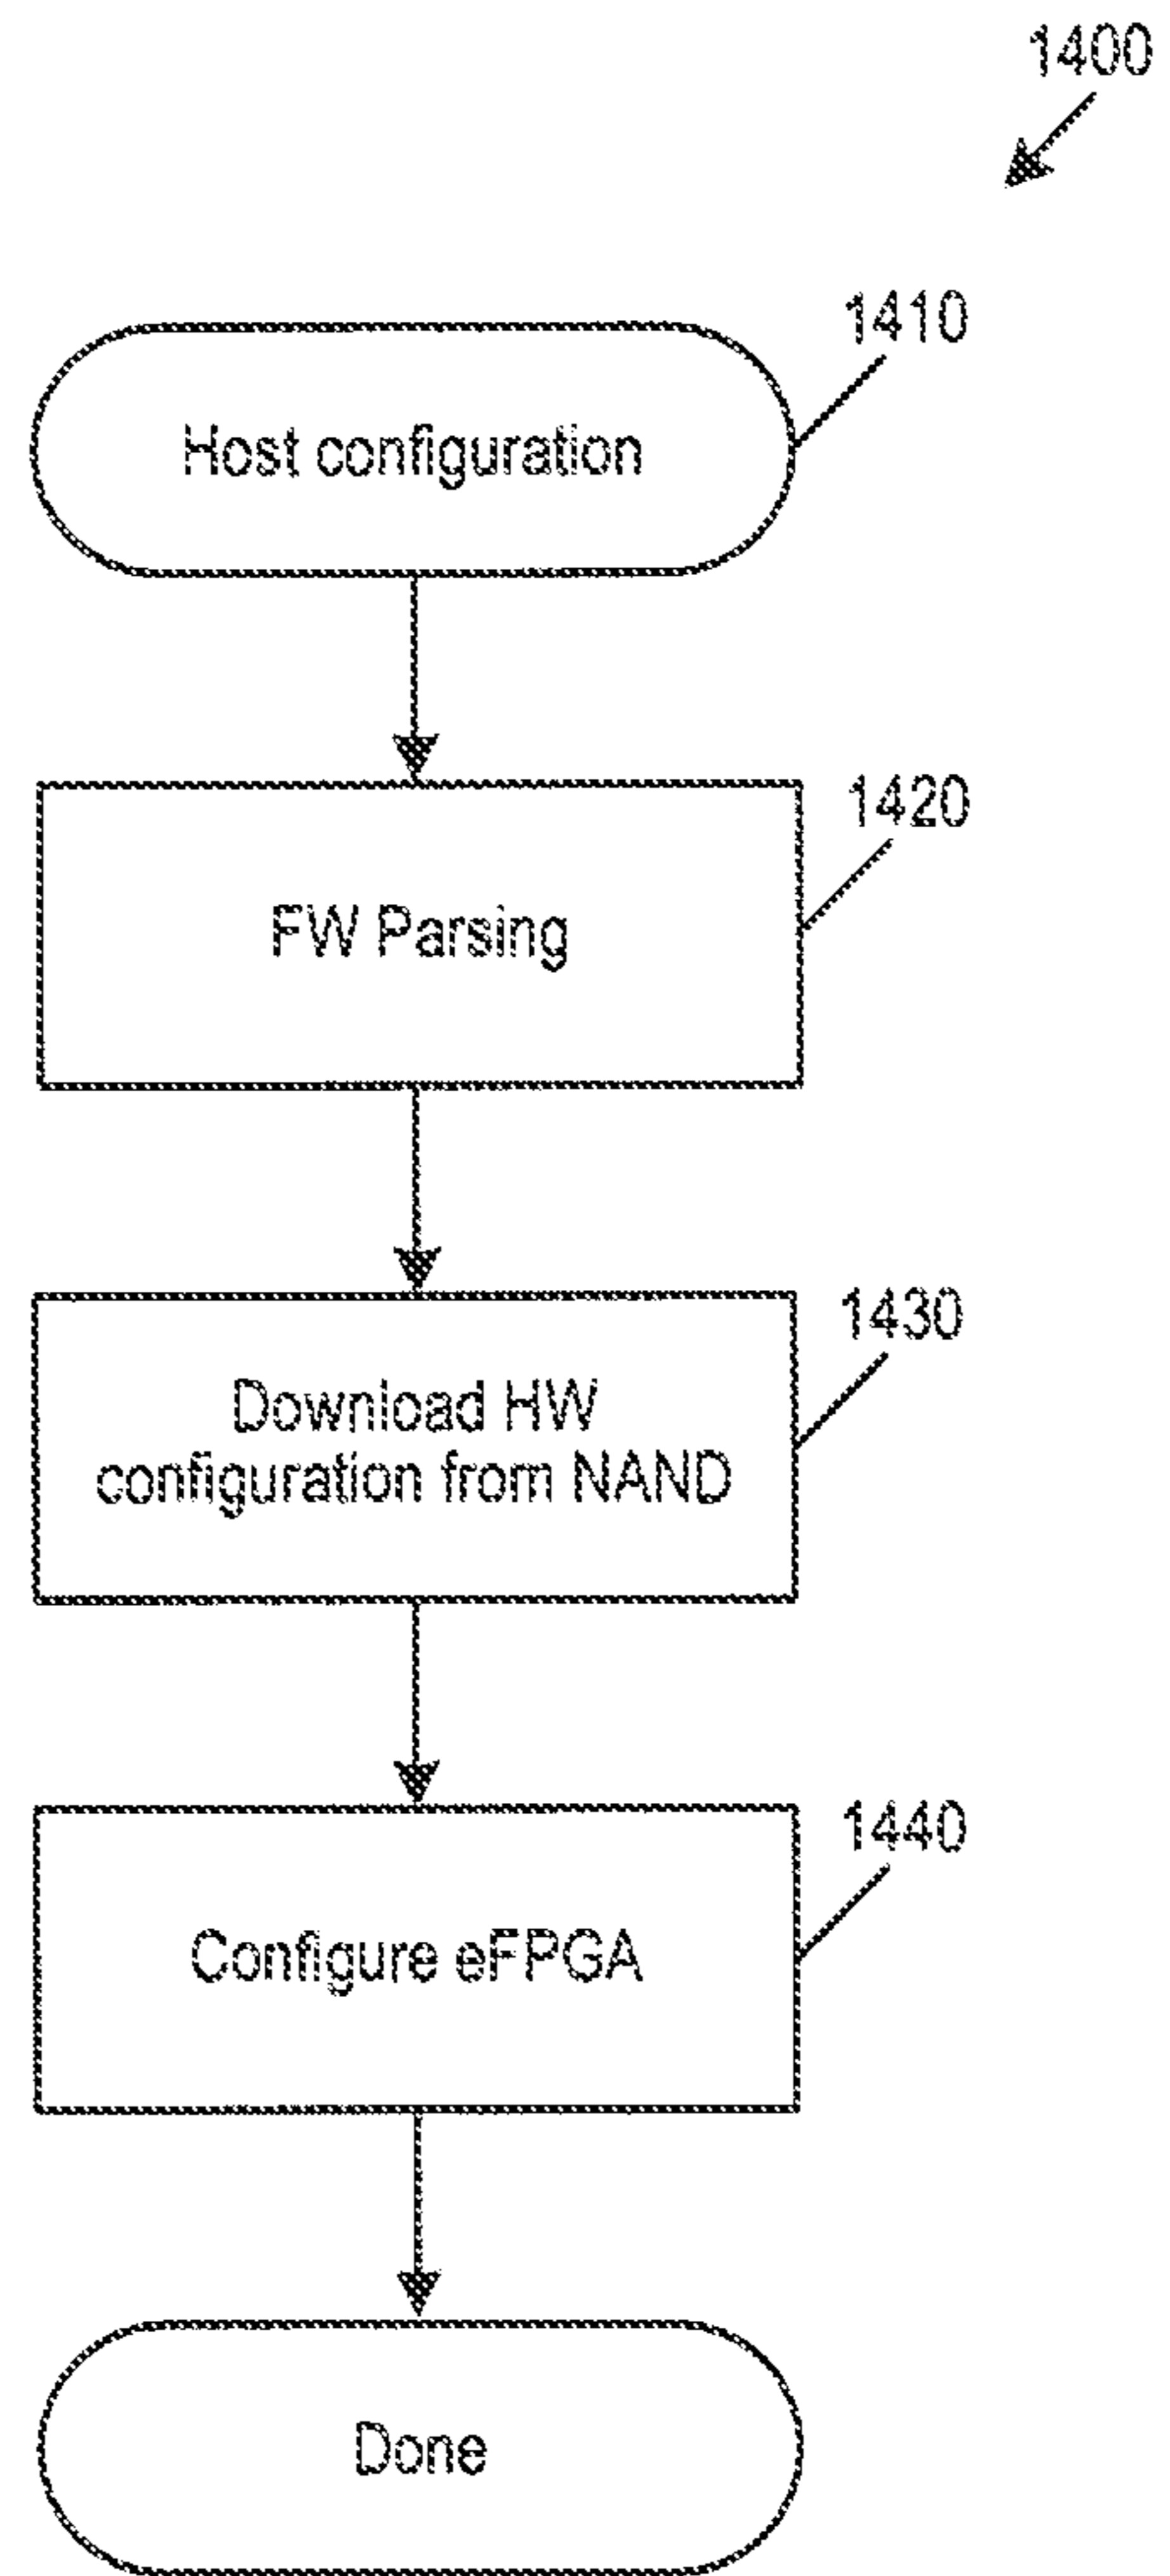 1400
1410
Host configuration
1420
FW Parsing
1430
Download HW
configuration from NAND
1440
Configure eFPGA
Done